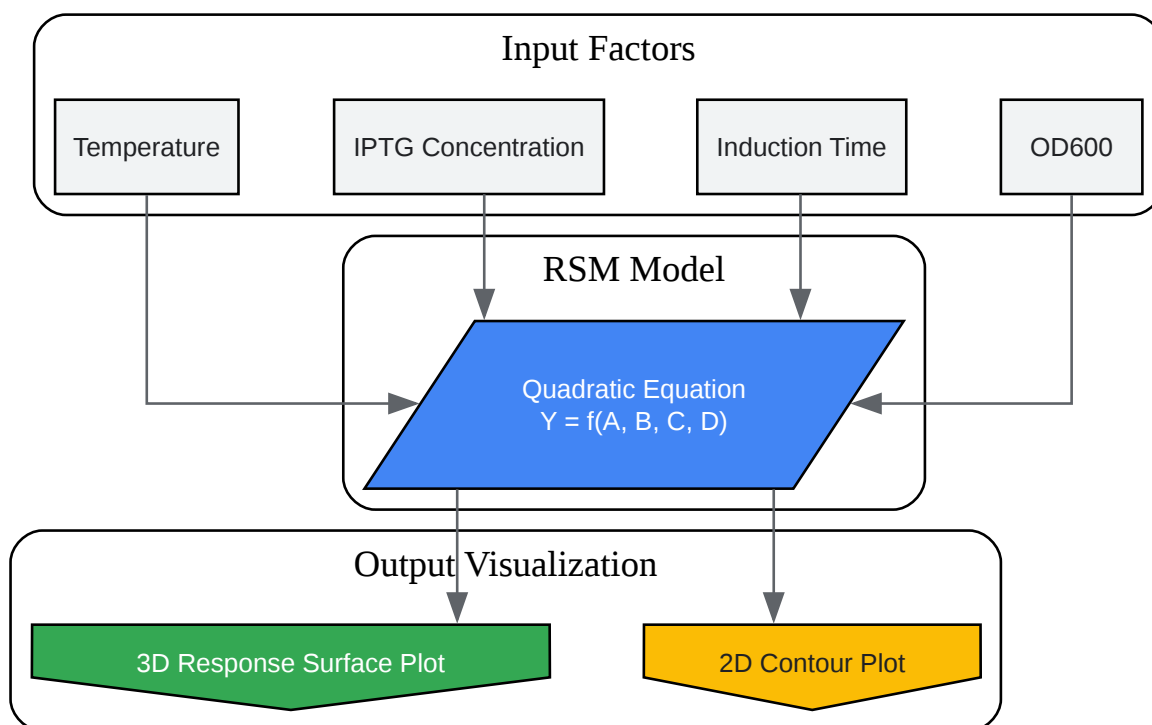 Input Factors
Temperature
IPTG Concentration
Induction Time
OD600
RSM Model
Quadratic Equation
Y = f(A, B, C, D)
Output Visualization
3D Response Surface Plot
2D Contour Plot